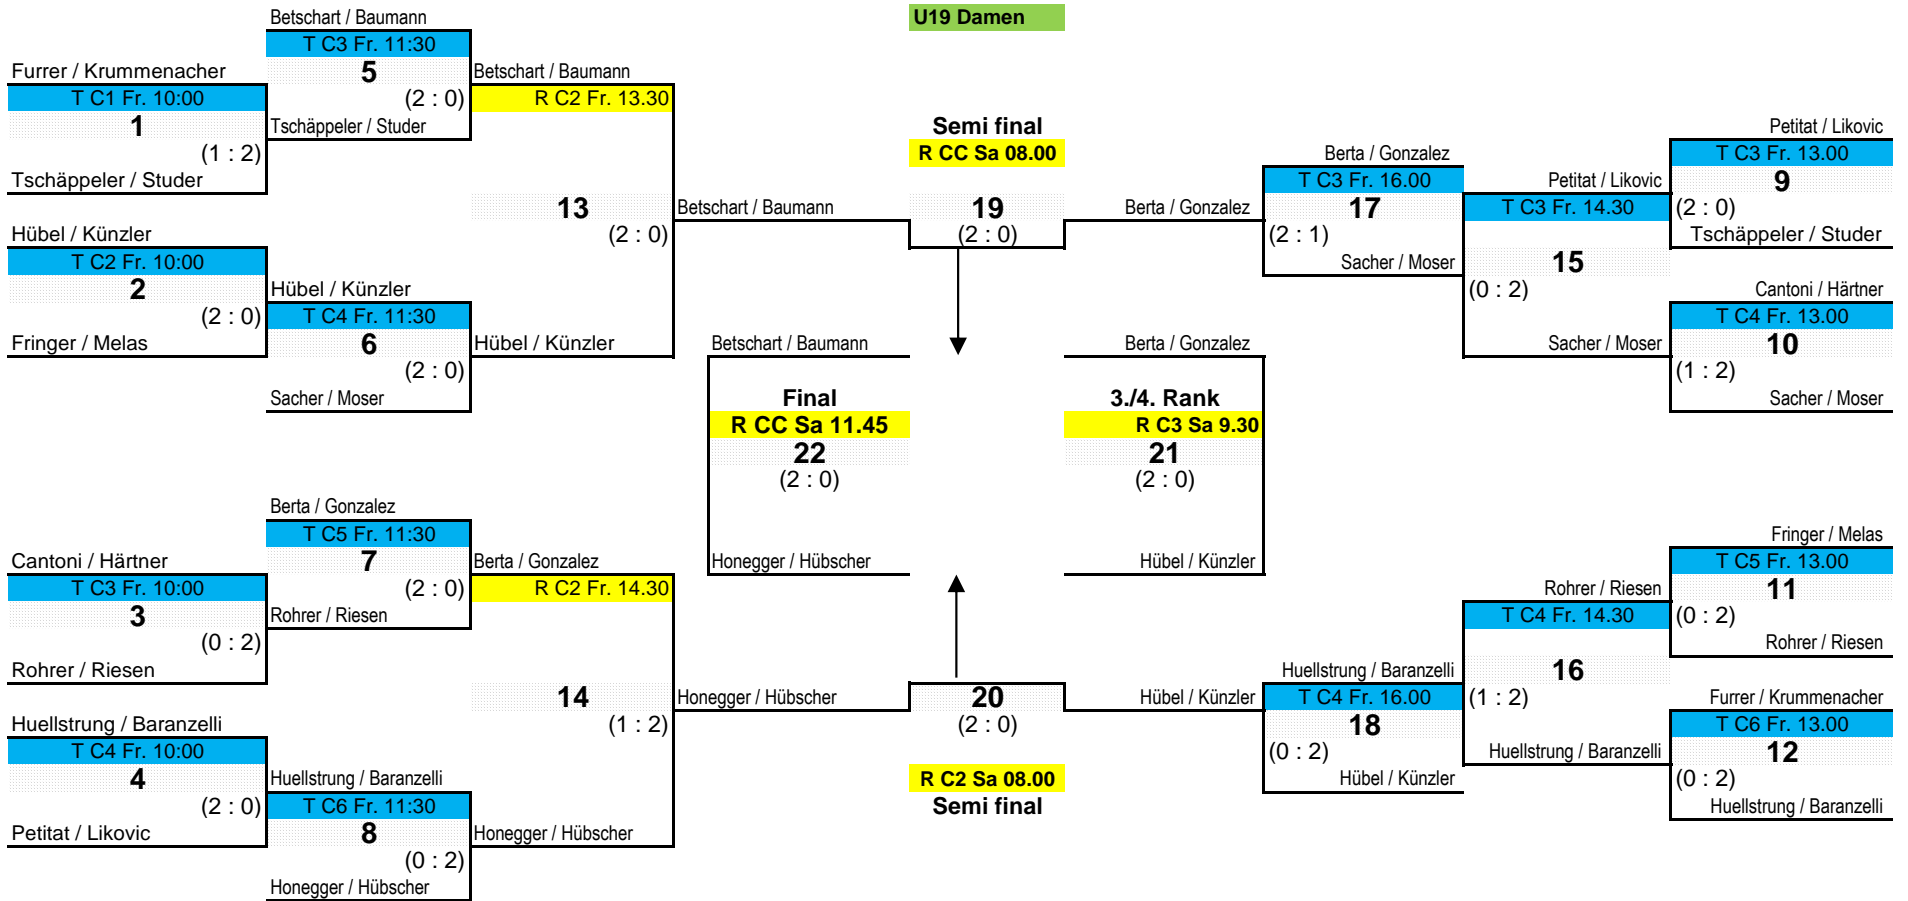 Betschart / Baumann
U19 Damen
T C3 Fr. 11:30
Furrer / Krummenacher
5
Betschart / Baumann
T C1 Fr. 10:00
(2 : 0)
R C2 Fr. 13.30
1
Tschäppeler / Studer
(1 : 2)
Tschäppeler / Studer
13
Betschart / Baumann
(2 : 0)
Hübel / Künzler
T C2 Fr. 10:00
2
Hübel / Künzler
(2 : 0)
T C4 Fr. 11:30
Fringer / Melas
6
Hübel / Künzler
(2 : 0)
Sacher / Moser
Semi final
R CC Sa 08.00
19
(2 : 0)
Berta / Gonzalez
Berta / Gonzalez
T C3 Fr. 16.00
17
(2 : 1)
Sacher / Moser
Petitat / Likovic
T C3 Fr. 14.30
15
(0 : 2)
Sacher / Moser
Petitat / Likovic
T C3 Fr. 13.00
9
(2 : 0)
Tschäppeler / Studer
Cantoni / Härtner
T C4 Fr. 13.00
10
(1 : 2)
Sacher / Moser
Betschart / Baumann
Final
R CC Sa 11.45
22
(2 : 0)
Honegger / Hübscher
Berta / Gonzalez
3./4. Rank
R C3 Sa 9.30
21
(2 : 0)
Hübel / Künzler
Berta / Gonzalez
T C5 Fr. 11:30
Cantoni / Härtner
7
Berta / Gonzalez
T C3 Fr. 10:00
(2 : 0)
R C2 Fr. 14.30
3
Rohrer / Riesen
(0 : 2)
Rohrer / Riesen
14
Honegger / Hübscher
(1 : 2)
Huellstrung / Baranzelli
T C4 Fr. 10:00
4
Huellstrung / Baranzelli
(2 : 0)
T C6 Fr. 11:30
Petitat / Likovic
8
Honegger / Hübscher
(0 : 2)
Honegger / Hübscher
20
(2 : 0)
R C2 Sa 08.00
Semi final
Hübel / Künzler
Huellstrung / Baranzelli
T C4 Fr. 16.00
18
(0 : 2)
Hübel / Künzler
Rohrer / Riesen
T C4 Fr. 14.30
16
(1 : 2)
Huellstrung / Baranzelli
Fringer / Melas
T C5 Fr. 13.00
11
(0 : 2)
Rohrer / Riesen
Furrer / Krummenacher
T C6 Fr. 13.00
12
(0 : 2)
Huellstrung / Baranzelli